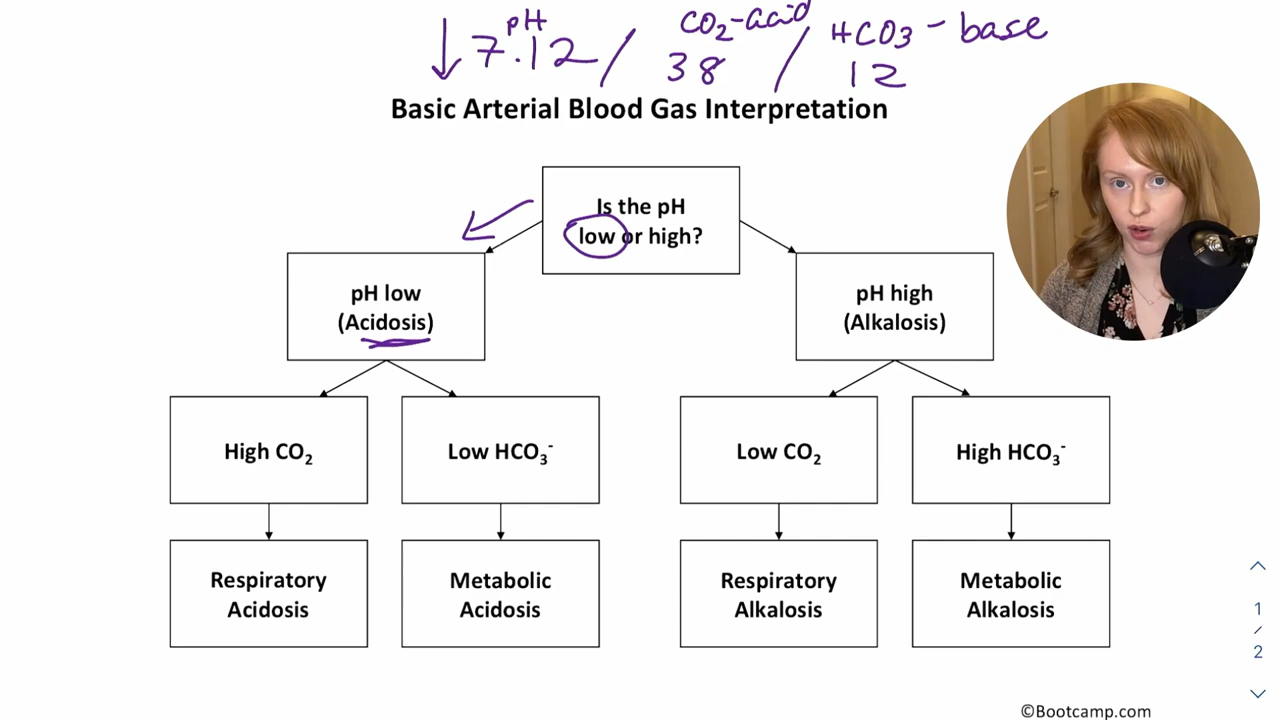 pH CO₂-acid HCO3 - base
↓ 7.12 / 38 / 12
Basic Arterial Blood Gas Interpretation
Is the pH
low or high?
pH low
(Acidosis)
pH high
(Alkalosis)
High CO₂
Low HCO₃⁻
Low CO₂
High HCO₃⁻
Respiratory
Acidosis
Metabolic
Acidosis
Respiratory
Alkalosis
Metabolic
Alkalosis
1
/
2
©Bootcamp.com